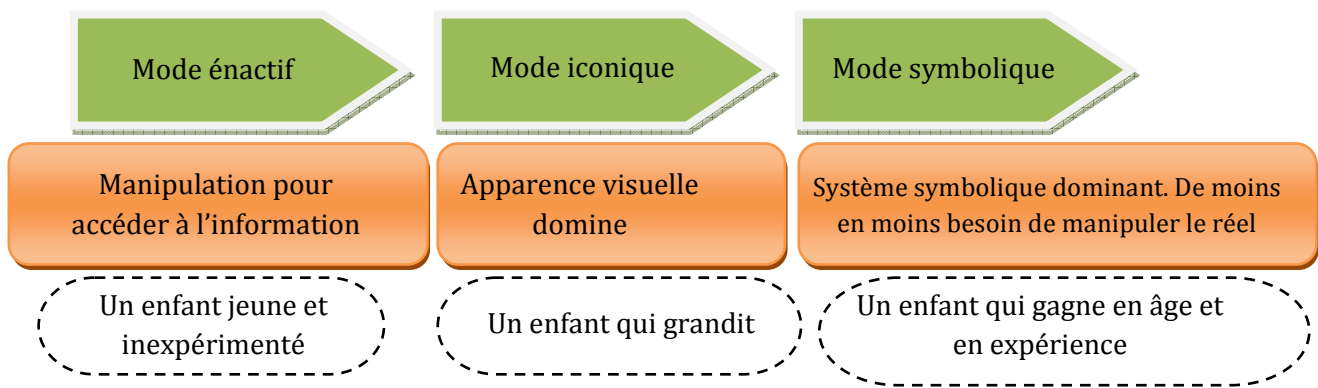 Mode énactif
Mode iconique
Mode symbolique
Manipulation pour
accéder à l’information
Apparence visuelle
domine
Système symbolique dominant. De moins
en moins besoin de manipuler le réel
Un enfant jeune et
inexpérimenté
Un enfant qui grandit
Un enfant qui gagne en âge et
en expérience